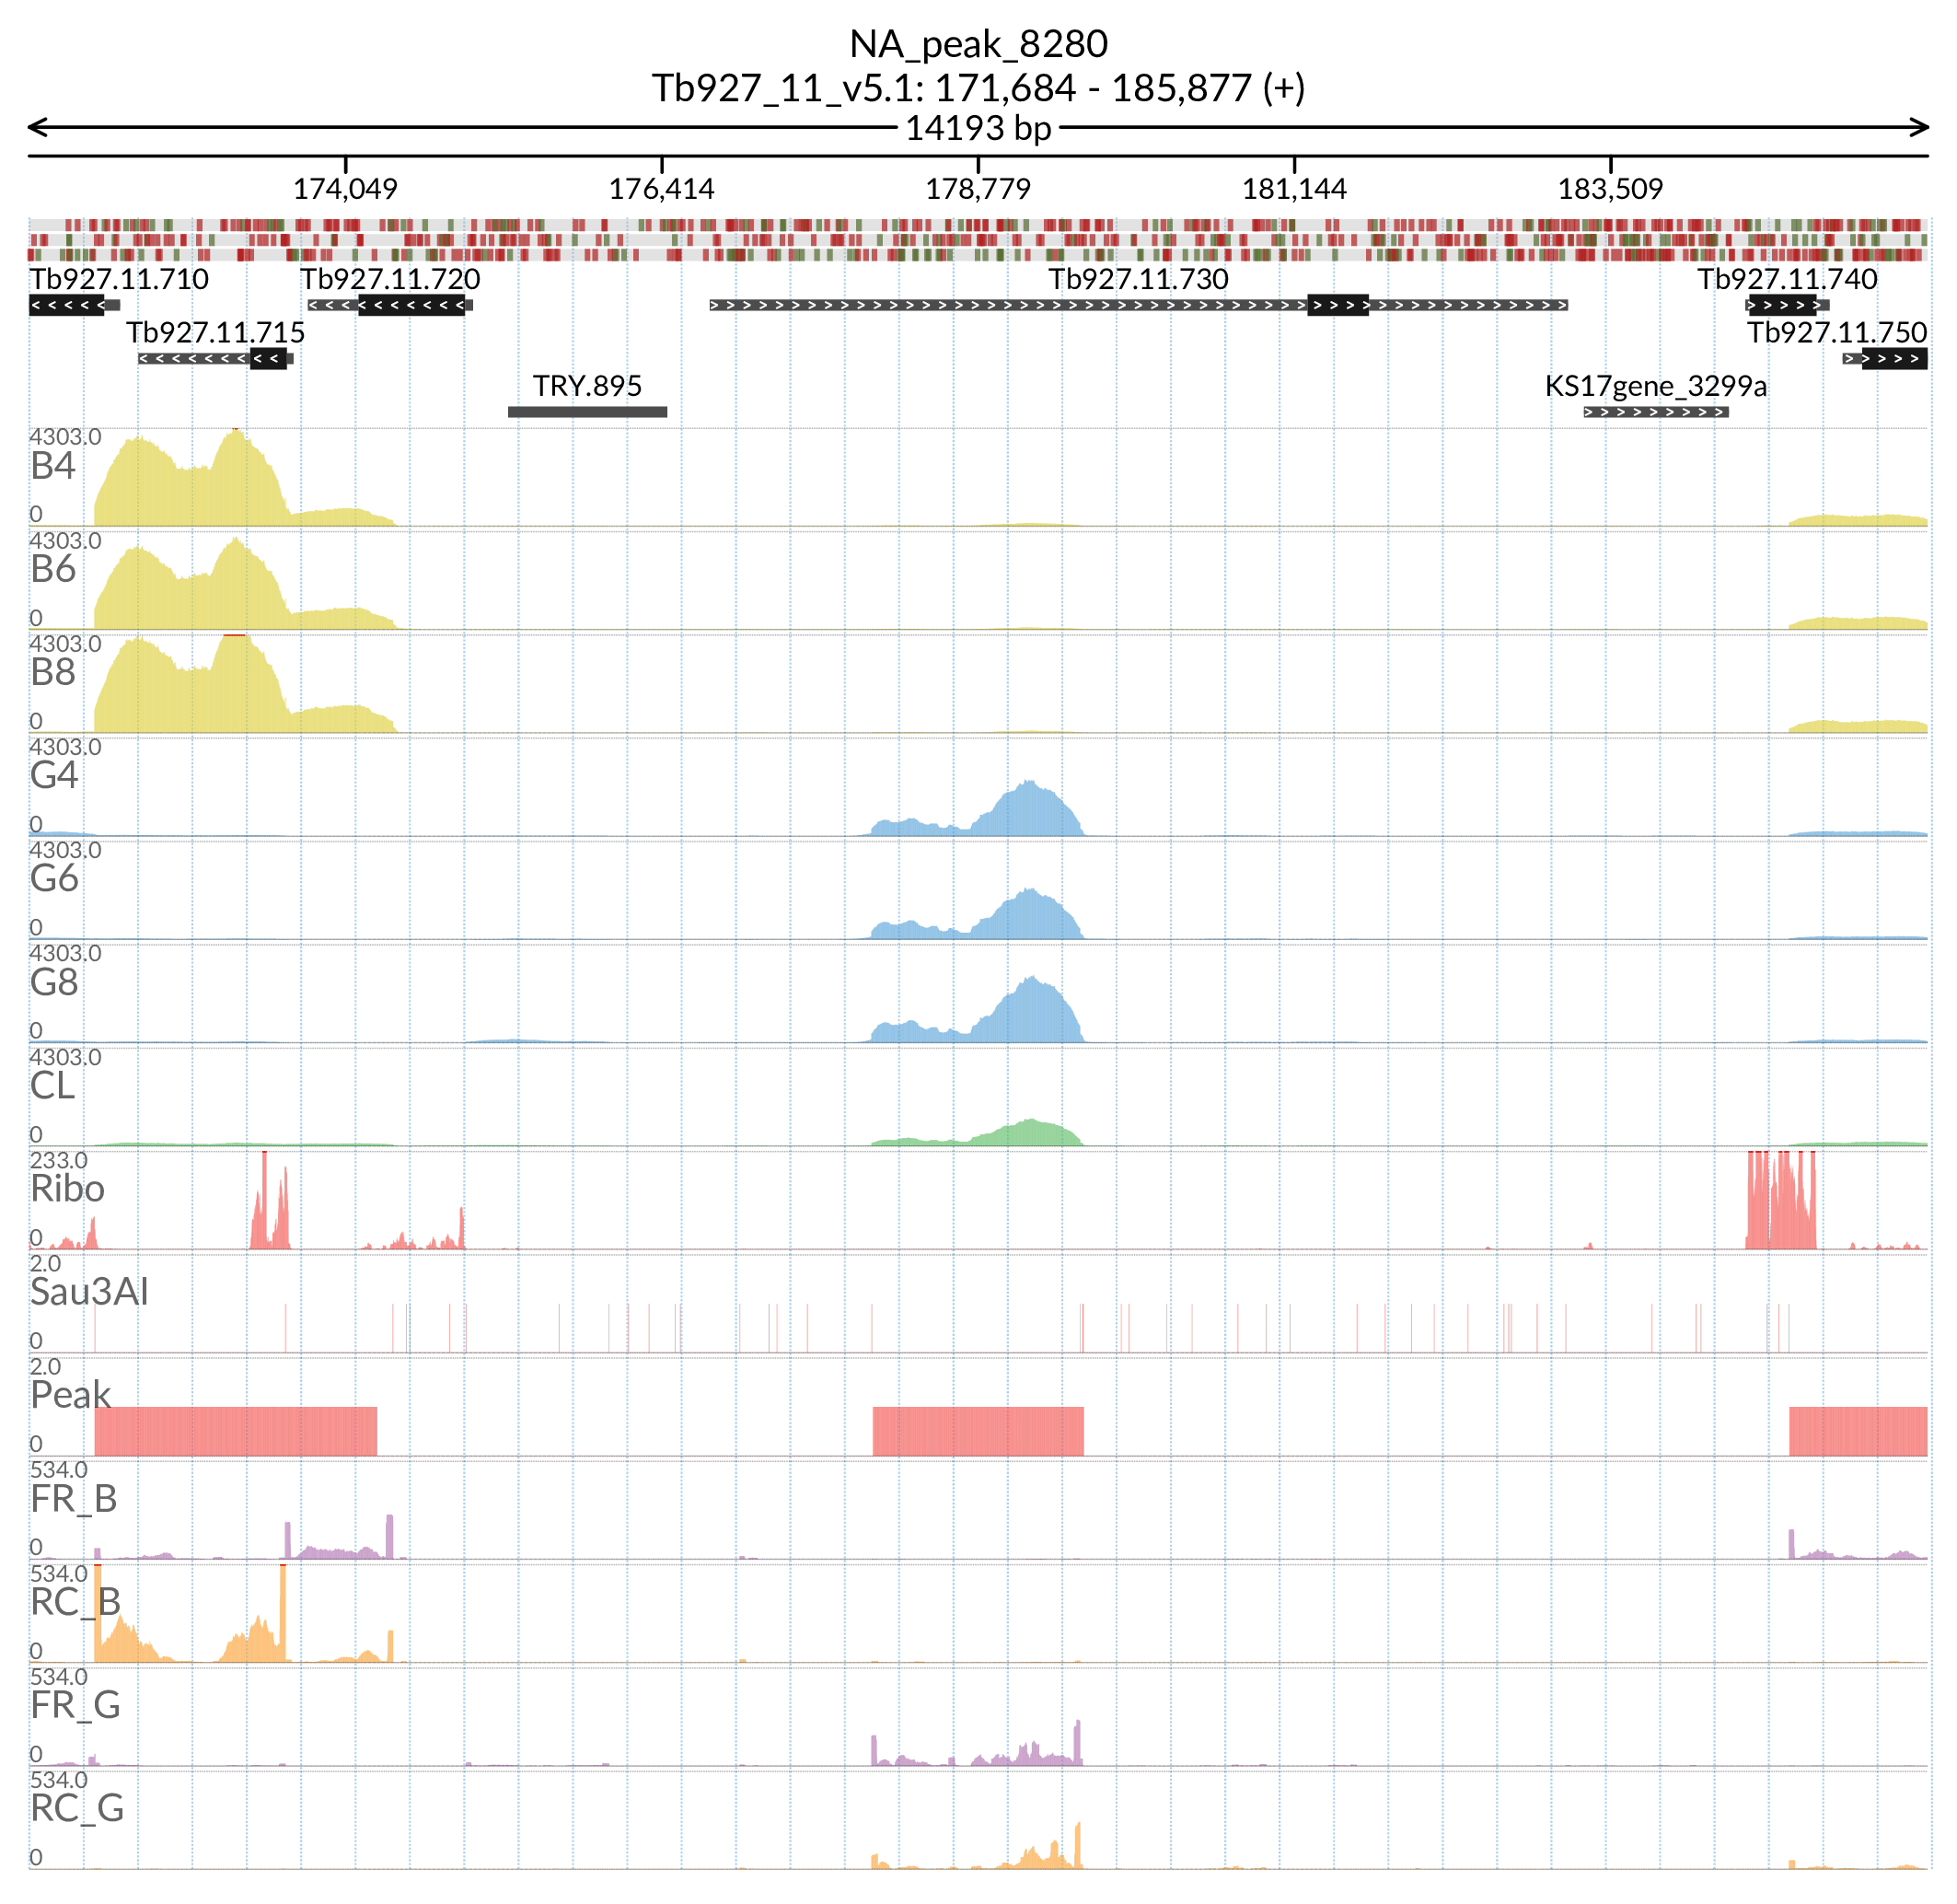 NA_peak_8280
Tb927_11_v5.1: 171,684 - 185,877 (+)
14193 bp
174,049 176,414 178,779 181,144 183,509
Tb927.11.710 Tb927.11.720 Tb927.11.730 Tb927.11.740
Tb927.11.715 Tb927.11.750
TRY.895 KS17gene_3299a
4303.0
B4
0
4303.0
B6
0
4303.0
B8
0
4303.0
G4
0
4303.0
G6
0
4303.0
G8
0
4303.0
CL
0
233.0
Ribo
0
2.0
Sau3AI
0
2.0
Peak
0
534.0
FR_B
0
534.0
RC_B
0
534.0
FR_G
0
534.0
RC_G
0